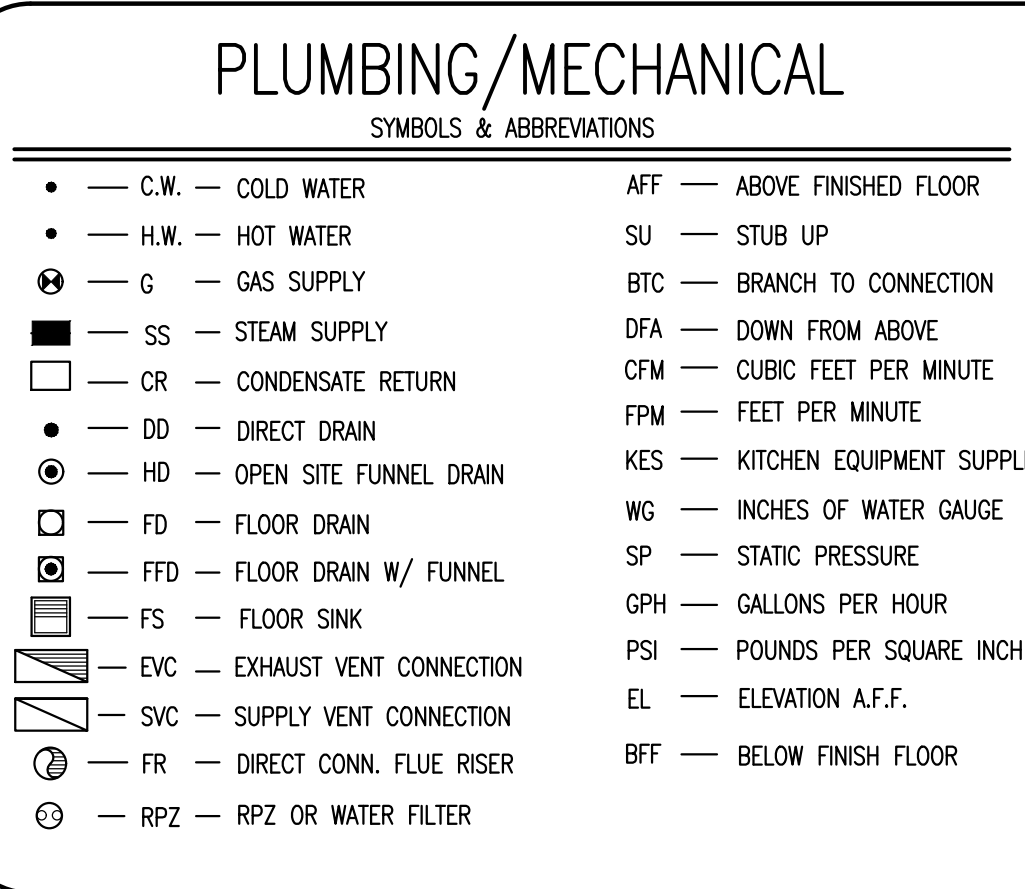 PLUMBING/MECHANICAL
SYMBOLS & ABBREVIATIONS
C.W. — COLD WATER
H.W. — HOT WATER
G — GAS SUPPLY
SS — STEAM SUPPLY
CR — CONDENSATE RETURN
DD — DIRECT DRAIN
HD — OPEN SITE FUNNEL DRAIN
FD — FLOOR DRAIN
FFD — FLOOR DRAIN W/ FUNNEL
FS — FLOOR SINK
EVC — EXHAUST VENT CONNECTION
SVC — SUPPLY VENT CONNECTION
FR — DIRECT CONN. FLUE RISER
RPZ — RPZ OR WATER FILTER
AFF — ABOVE FINISHED FLOOR
SU — STUB UP
BTC — BRANCH TO CONNECTION
DFA — DOWN FROM ABOVE
CFM — CUBIC FEET PER MINUTE
FPM — FEET PER MINUTE
KES — KITCHEN EQUIPMENT
WG — INCHES OF WATER GAUGE
SP — STATIC PRESSURE
GPH — GALLONS PER HOUR
PSI — POUNDS PER SQUARE INCH
EL — ELEVATION A.F.F.
BFF — BELOW FINISH FLOOR